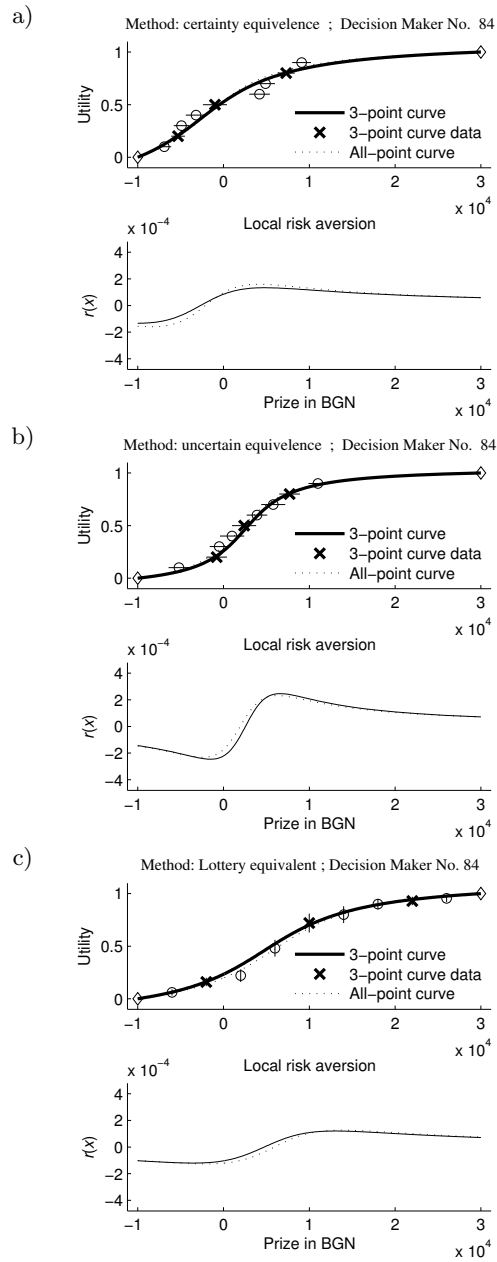 a)
Method: certainty equivelence ; Decision Maker No. 84
Utility
1
0.5
0
3−point curve
3−point curve data
All−point curve
−1 0 1 2 3
x 10^4
x 10^−4
Local risk aversion
r(x)
4
2
0
−2
−4
−1 0 1 2 3
Prize in BGN
x 10^4
b)
Method: uncertain equivelence ; Decision Maker No. 84
Utility
1
0.5
0
3−point curve
3−point curve data
All−point curve
−1 0 1 2 3
x 10^4
x 10^−4
Local risk aversion
r(x)
4
2
0
−2
−4
−1 0 1 2 3
Prize in BGN
x 10^4
c)
Method: Lottery equivalent ; Decision Maker No. 84
Utility
1
0.5
0
3−point curve
3−point curve data
All−point curve
−1 0 1 2 3
x 10^4
x 10^−4
Local risk aversion
r(x)
4
2
0
−2
−4
−1 0 1 2 3
Prize in BGN
x 10^4